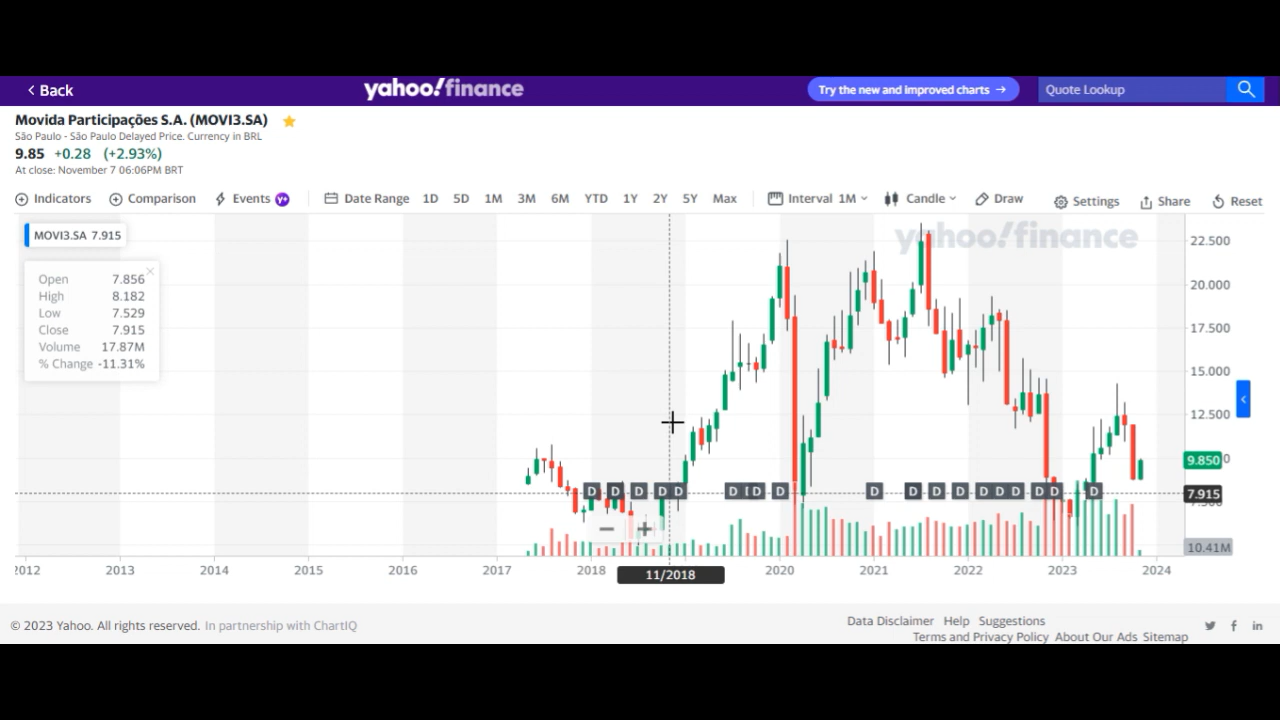 Back
yahoo!finance
Try the new and improved charts →
Quote Lookup
Movida Participações S.A. (MOVI3.SA)
São Paulo - São Paulo Delayed Price. Currency in BRL
9.85 +0.28 (+2.93%)
At close: November 7 06:06PM BRT
Indicators Comparison Events Date Range 1D 5D 1M 3M 6M YTD 1Y 2Y 5Y Max Interval 1M Candle Draw Settings Share Reset
MOVI3.SA 7.915
yahoo!finance
Open 7.856
High 8.182
Low 7.529
Close 7.915
Volume 17.87M
% Change -11.31%
22.500
20.000
17.500
15.000
12.500
9.850
7.915
10.41M
D D D D D D D D D D D D D D D D D D
2012 2013 2014 2015 2016 2017 2018 11/2018 2020 2021 2022 2023 2024
© 2023 Yahoo. All rights reserved. In partnership with ChartIQ
Data Disclaimer Help Suggestions
Terms and Privacy Policy About Our Ads Sitemap